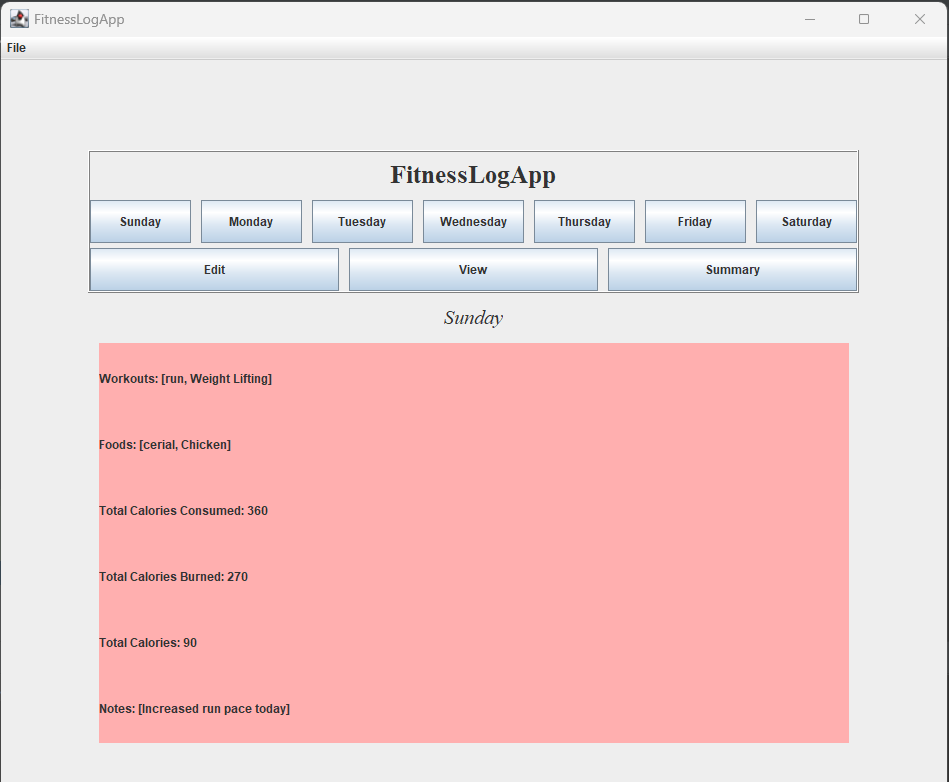 FitnessLogApp
File
FitnessLogApp
Sunday Monday Tuesday Wednesday Thursday Friday Saturday
Edit View Summary
Sunday
Workouts: [run, Weight Lifting]
Foods: [cerial, Chicken]
Total Calories Consumed: 360
Total Calories Burned: 270
Total Calories: 90
Notes: [Increased run pace today]